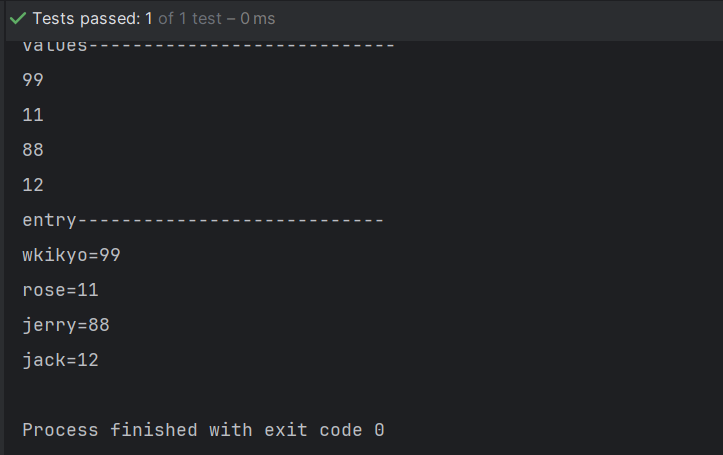 Tests passed: 1 of 1 test – 0 ms
values----------------------------
99
11
88
12
entry----------------------------
wkikyo=99
rose=11
jerry=88
jack=12
Process finished with exit code 0